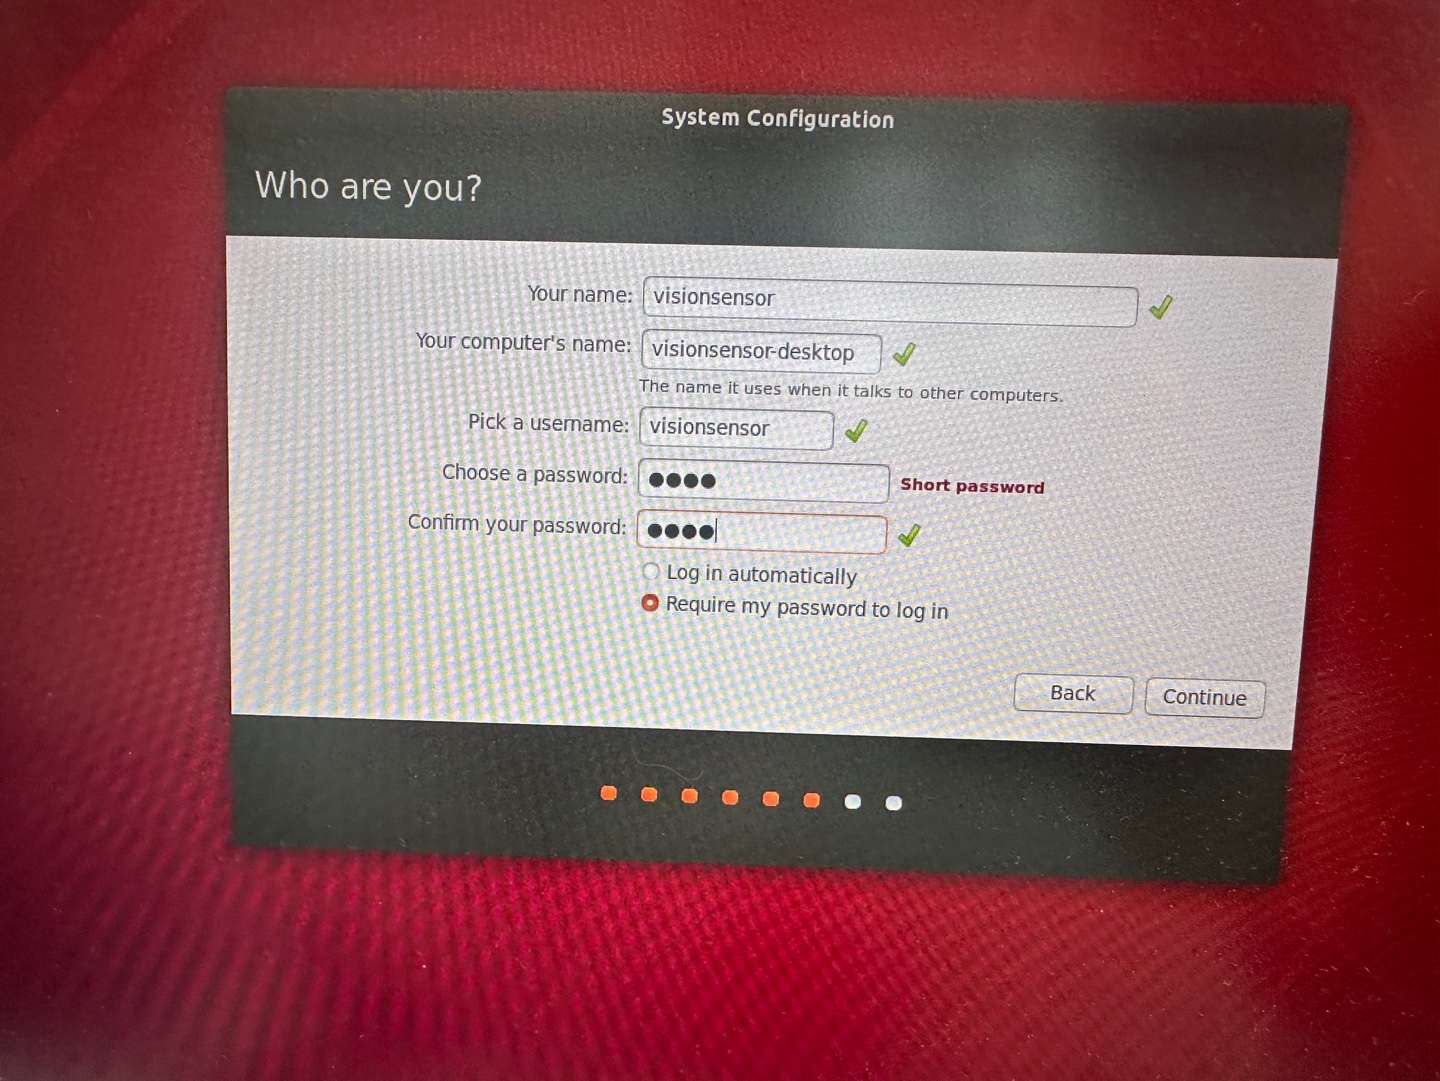 System Configuration
Who are you?
Your name: visionsensor
Your computer's name: visionsensor-desktop
The name it uses when it talks to other computers.
Pick a username: visionsensor
Choose a password: ●●●● Short password
Confirm your password: ●●●●
Log in automatically
Require my password to log in
Back Continue